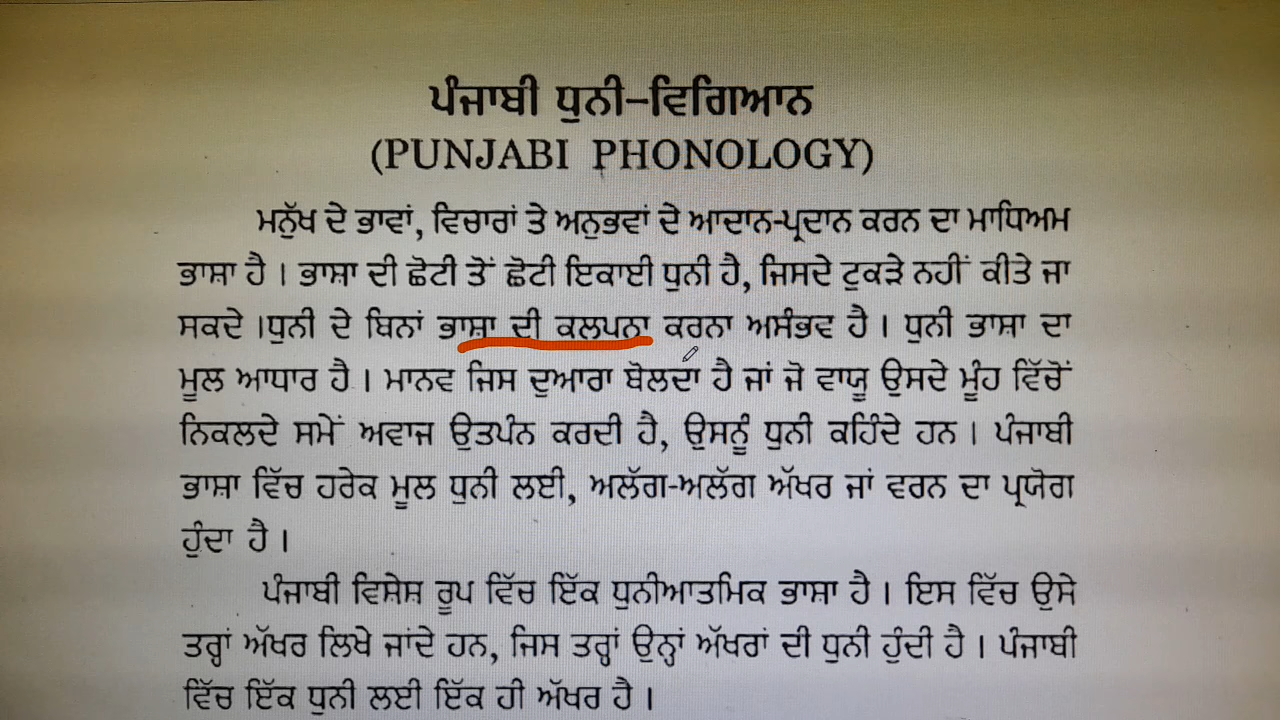 ਪੰਜਾਬੀ ਧੁਨੀ-ਵਿਗਿਆਨ
(PUNJABI PHONOLOGY)
ਮਨੁੱਖ ਦੇ ਭਾਵਾਂ, ਵਿਚਾਰਾਂ ਤੇ ਅਨੁਭਵਾਂ ਦੇ ਆਦਾਨ-ਪ੍ਰਦਾਨ ਕਰਨ ਦਾ ਮਾਧਿਅਮ
ਭਾਸ਼ਾ ਹੈ । ਭਾਸ਼ਾ ਦੀ ਛੋਟੀ ਤੋਂ ਛੋਟੀ ਇਕਾਈ ਧੁਨੀ ਹੈ, ਜਿਸਦੇ ਟੁਕੜੇ ਨਹੀਂ ਕੀਤੇ ਜਾ
ਸਕਦੇ ।ਧੁਨੀ ਦੇ ਬਿਨਾਂ ਭਾਸ਼ਾ ਦੀ ਕਲਪਨਾ ਕਰਨਾ ਅਸੰਭਵ ਹੈ । ਧੁਨੀ ਭਾਸ਼ਾ ਦਾ
ਮੂਲ ਆਧਾਰ ਹੈ । ਮਾਨਵ ਜਿਸ ਦੁਆਰਾ ਬੋਲਦਾ ਹੈ ਜਾਂ ਜੋ ਵਾਯੂ ਉਸਦੇ ਮੂੰਹ ਵਿੱਚੋਂ
ਨਿਕਲਦੇ ਸਮੇਂ ਅਵਾਜ ਉਤਪੰਨ ਕਰਦੀ ਹੈ, ਉਸਨੂੰ ਧੁਨੀ ਕਹਿੰਦੇ ਹਨ । ਪੰਜਾਬੀ
ਭਾਸ਼ਾ ਵਿੱਚ ਹਰੇਕ ਮੂਲ ਧੁਨੀ ਲਈ, ਅਲੱਗ-ਅਲੱਗ ਅੱਖਰ ਜਾਂ ਵਰਨ ਦਾ ਪ੍ਰਯੋਗ
ਹੁੰਦਾ ਹੈ ।
ਪੰਜਾਬੀ ਵਿਸ਼ੇਸ਼ ਰੂਪ ਵਿੱਚ ਇੱਕ ਧੁਨੀਆਤਮਿਕ ਭਾਸ਼ਾ ਹੈ । ਇਸ ਵਿੱਚ ਉਸੇ
ਤਰ੍ਹਾਂ ਅੱਖਰ ਲਿਖੇ ਜਾਂਦੇ ਹਨ, ਜਿਸ ਤਰ੍ਹਾਂ ਉਨ੍ਹਾਂ ਅੱਖਰਾਂ ਦੀ ਧੁਨੀ ਹੁੰਦੀ ਹੈ । ਪੰਜਾਬੀ
ਵਿੱਚ ਇੱਕ ਧੁਨੀ ਲਈ ਇੱਕ ਹੀ ਅੱਖਰ ਹੈ ।